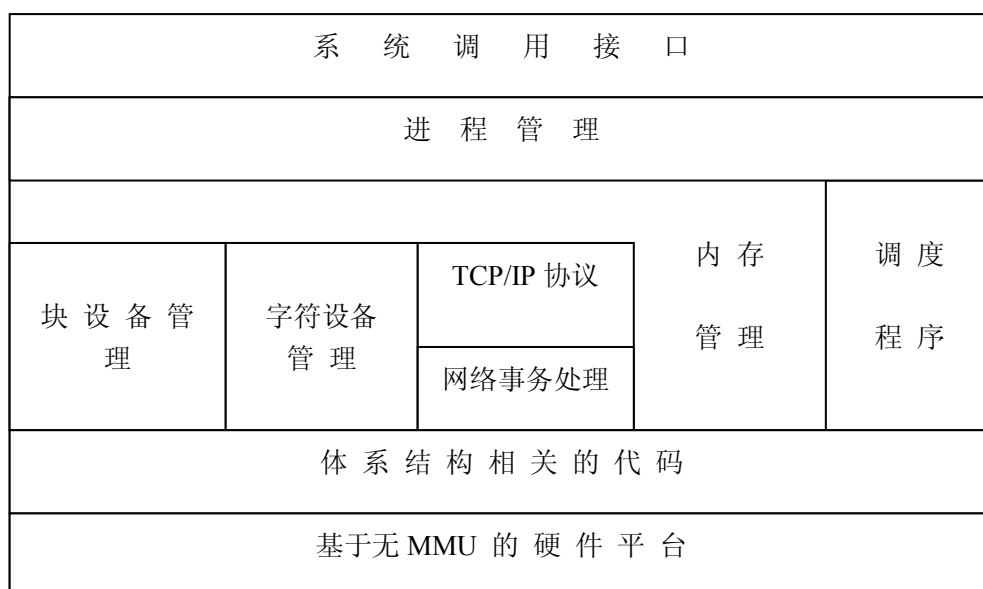 系 统 调 用 接 口
进 程 管 理
内 存
管 理
调 度
程 序
块 设 备 管
理
字符设备
管 理
TCP/IP 协议
网络事务处理
体 系 结 构 相 关 的 代 码
基于无 MMU 的 硬 件 平 台